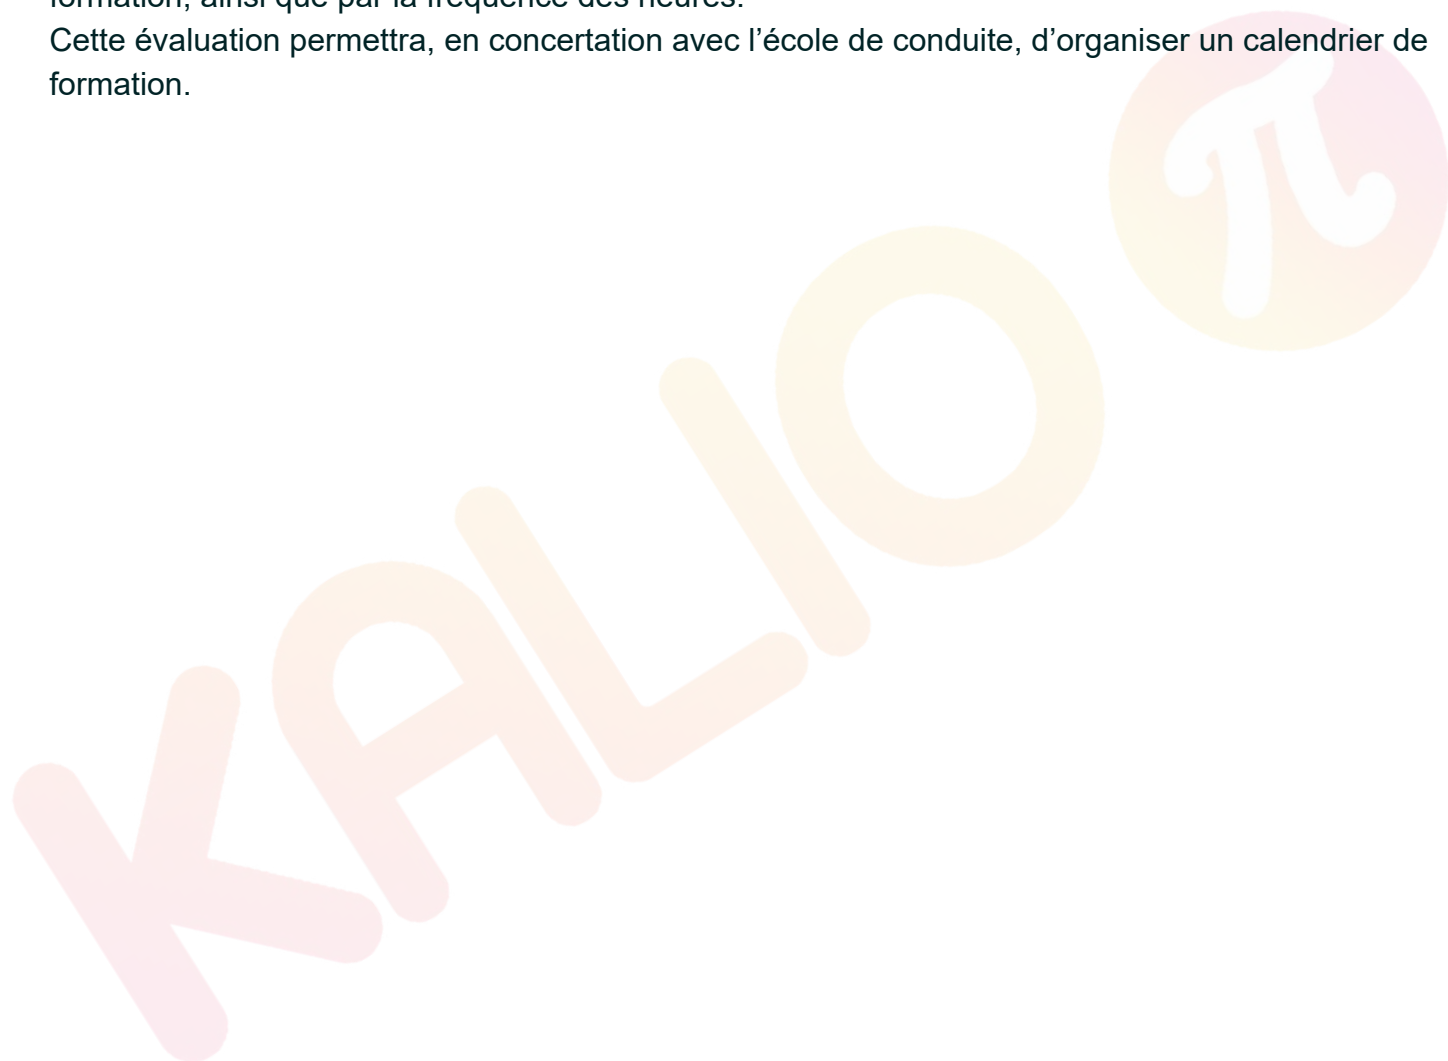 formation, ainsi que par la fréquence des heures.
Cette évaluation permettra, en concertation avec l’école de conduite, d’organiser un calendrier de
formation.
KALIO π